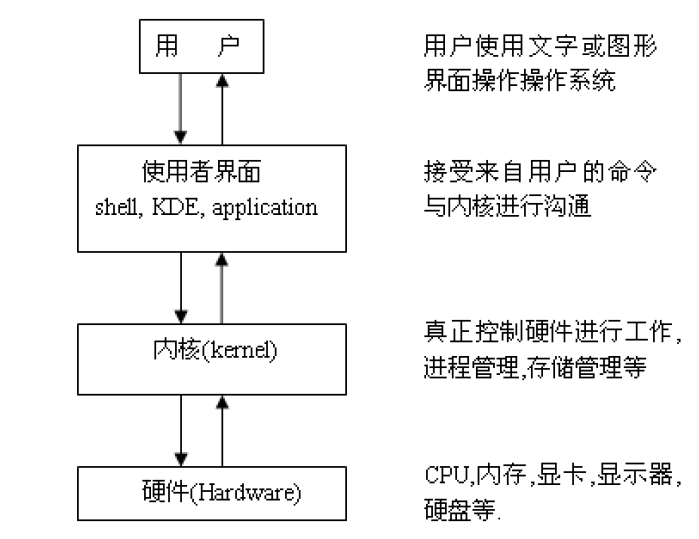 用 户
用户使用文字或图形
界面操作操作系统
使用者界面
shell, KDE, application
接受来自用户的命令
与内核进行沟通
内核(kernel)
真正控制硬件进行工作,
进程管理,存储管理等
硬件(Hardware)
CPU,内存,显卡,显示器,
硬盘等.